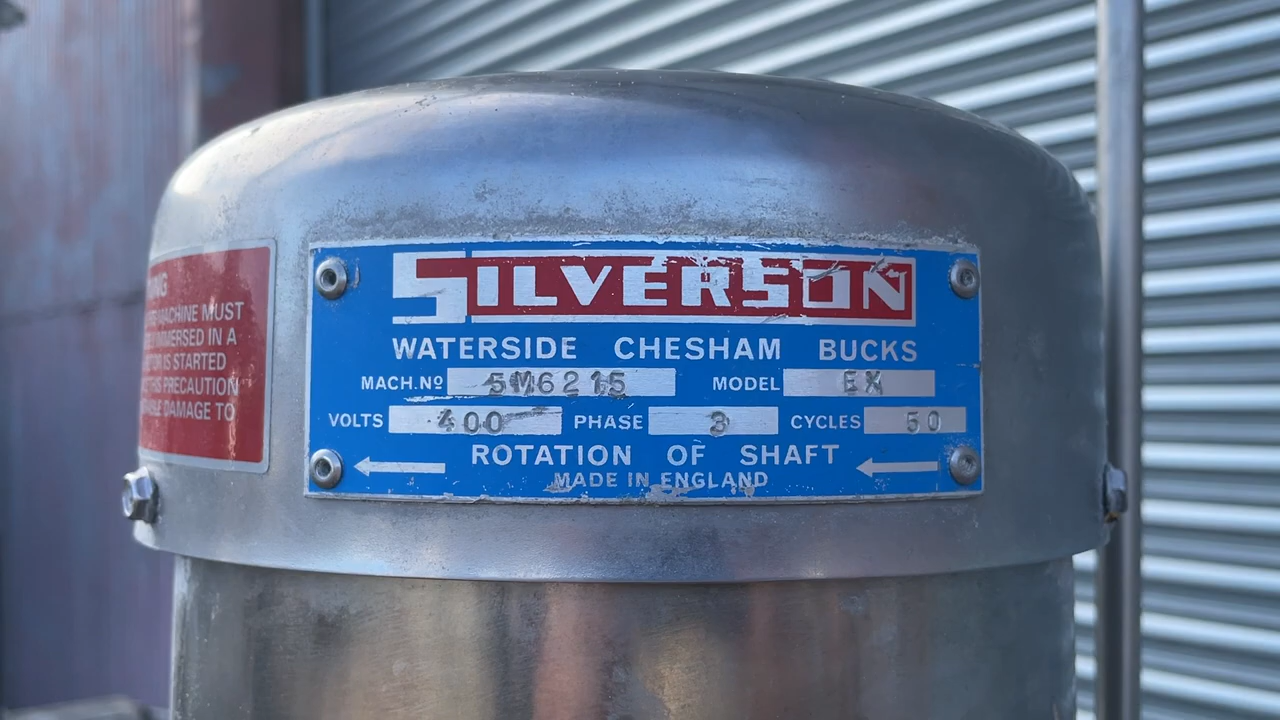 MACHINE MUST
IMMERSED IN A
IS STARTED
THIS PRECAUTION
DAMAGE TO
SILVERSON
WATERSIDE CHESHAM BUCKS
MACH.Nº 5M6215 MODEL EX
VOLTS 400 PHASE 3 CYCLES 50
ROTATION OF SHAFT
MADE IN ENGLAND